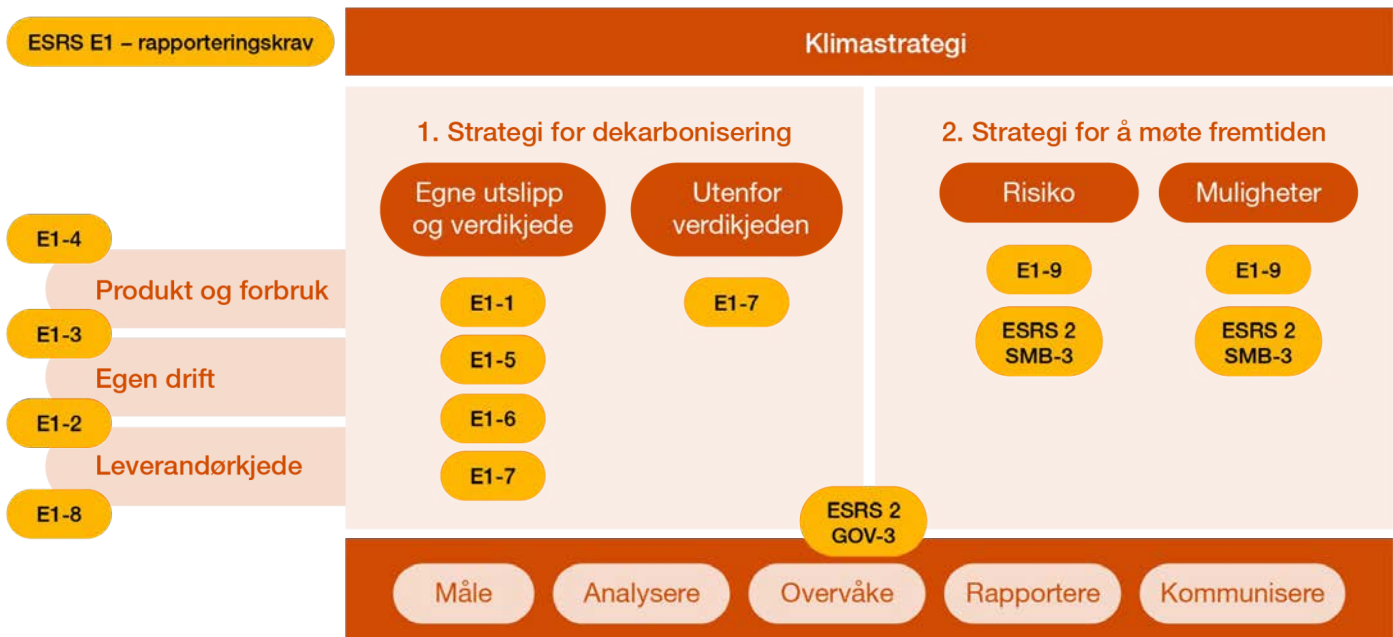 ESRS E1 – rapporteringskrav
Klimastrategi
1. Strategi for dekarbonisering
2. Strategi for å møte fremtiden
Egne utslipp
og verdikjede
Utenfor
verdikjeden
Risiko
Muligheter
E1-4
Produkt og forbruk
E1-3
Egen drift
E1-2
Leverandørkjede
E1-8
E1-1
E1-5
E1-6
E1-7
E1-7
E1-9
ESRS 2
SMB-3
E1-9
ESRS 2
SMB-3
ESRS 2
GOV-3
Måle
Analysere
Overvåke
Rapportere
Kommunisere